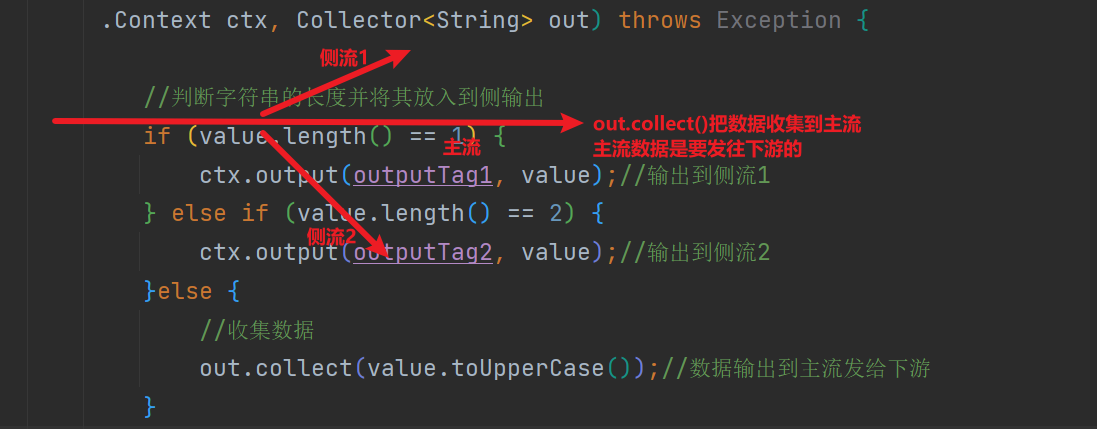 .Context ctx, Collector<String> out) throws Exception {
侧流1
//判断字符串的长度并将其放入到侧输出
out.collect()把数据收集到主流
if (value.length() == 1) {
主流
主流数据是要发往下游的
ctx.output(outputTag1, value);//输出到侧流1
} else if (value.length() == 2) {
侧流2
ctx.output(outputTag2, value);//输出到侧流2
}else {
//收集数据
out.collect(value.toUpperCase());//数据输出到主流发给下游
}